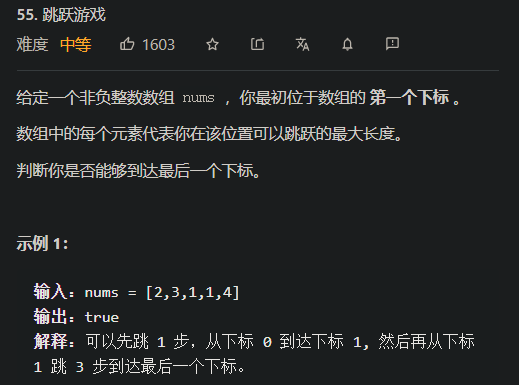 55. 跳跃游戏
难度 中等 1603
给定一个非负整数数组 nums ，你最初位于数组的 第一个下标 。
数组中的每个元素代表你在该位置可以跳跃的最大长度。
判断你是否能够到达最后一个下标。
示例 1：
输入：nums = [2,3,1,1,4]
输出：true
解释：可以先跳 1 步，从下标 0 到达下标 1, 然后再从下标
1 跳 3 步到达最后一个下标。